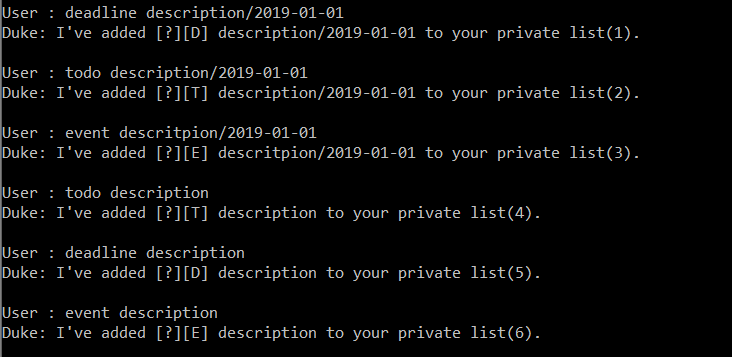 User : deadline description/2019-01-01
Duke: I've added [?][D] description/2019-01-01 to your private list(1).
User : todo description/2019-01-01
Duke: I've added [?][T] description/2019-01-01 to your private list(2).
User : event descritpion/2019-01-01
Duke: I've added [?][E] descritpion/2019-01-01 to your private list(3).
User : todo description
Duke: I've added [?][T] description to your private list(4).
User : deadline description
Duke: I've added [?][D] description to your private list(5).
User : event description
Duke: I've added [?][E] description to your private list(6).